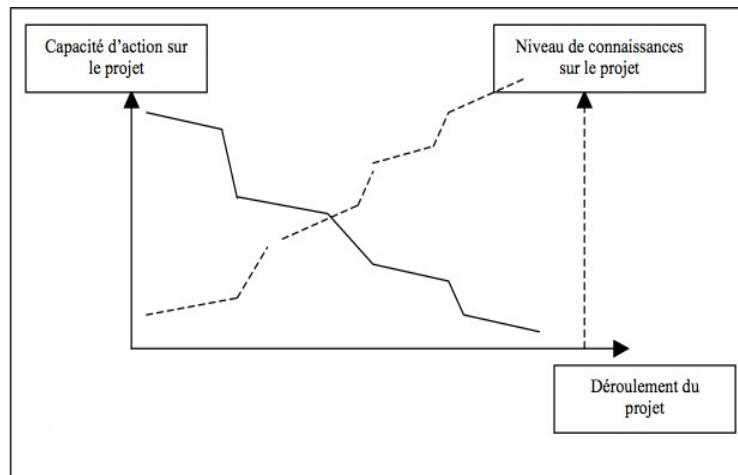 Capacité d'action sur
le projet
Niveau de connaissances
sur le projet
Déroulement du
projet